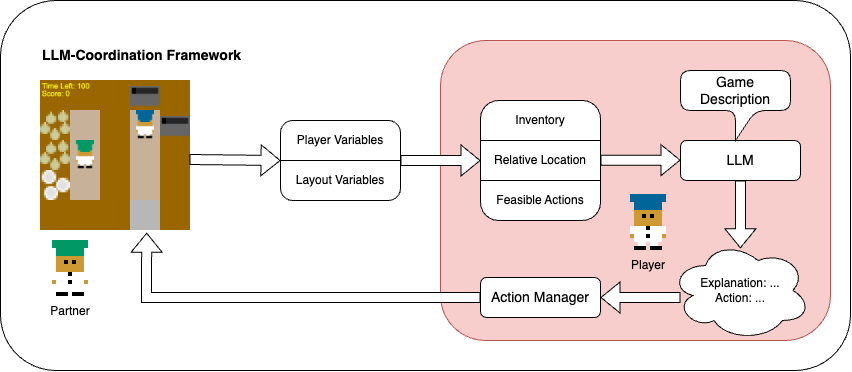 LLM-Coordination Framework
Time Left: 100
Score: 0
Player Variables
Layout Variables
Inventory
Relative Location
Feasible Actions
Game
Description
LLM
Player
Explanation: ...
Action: ...
Action Manager
Partner